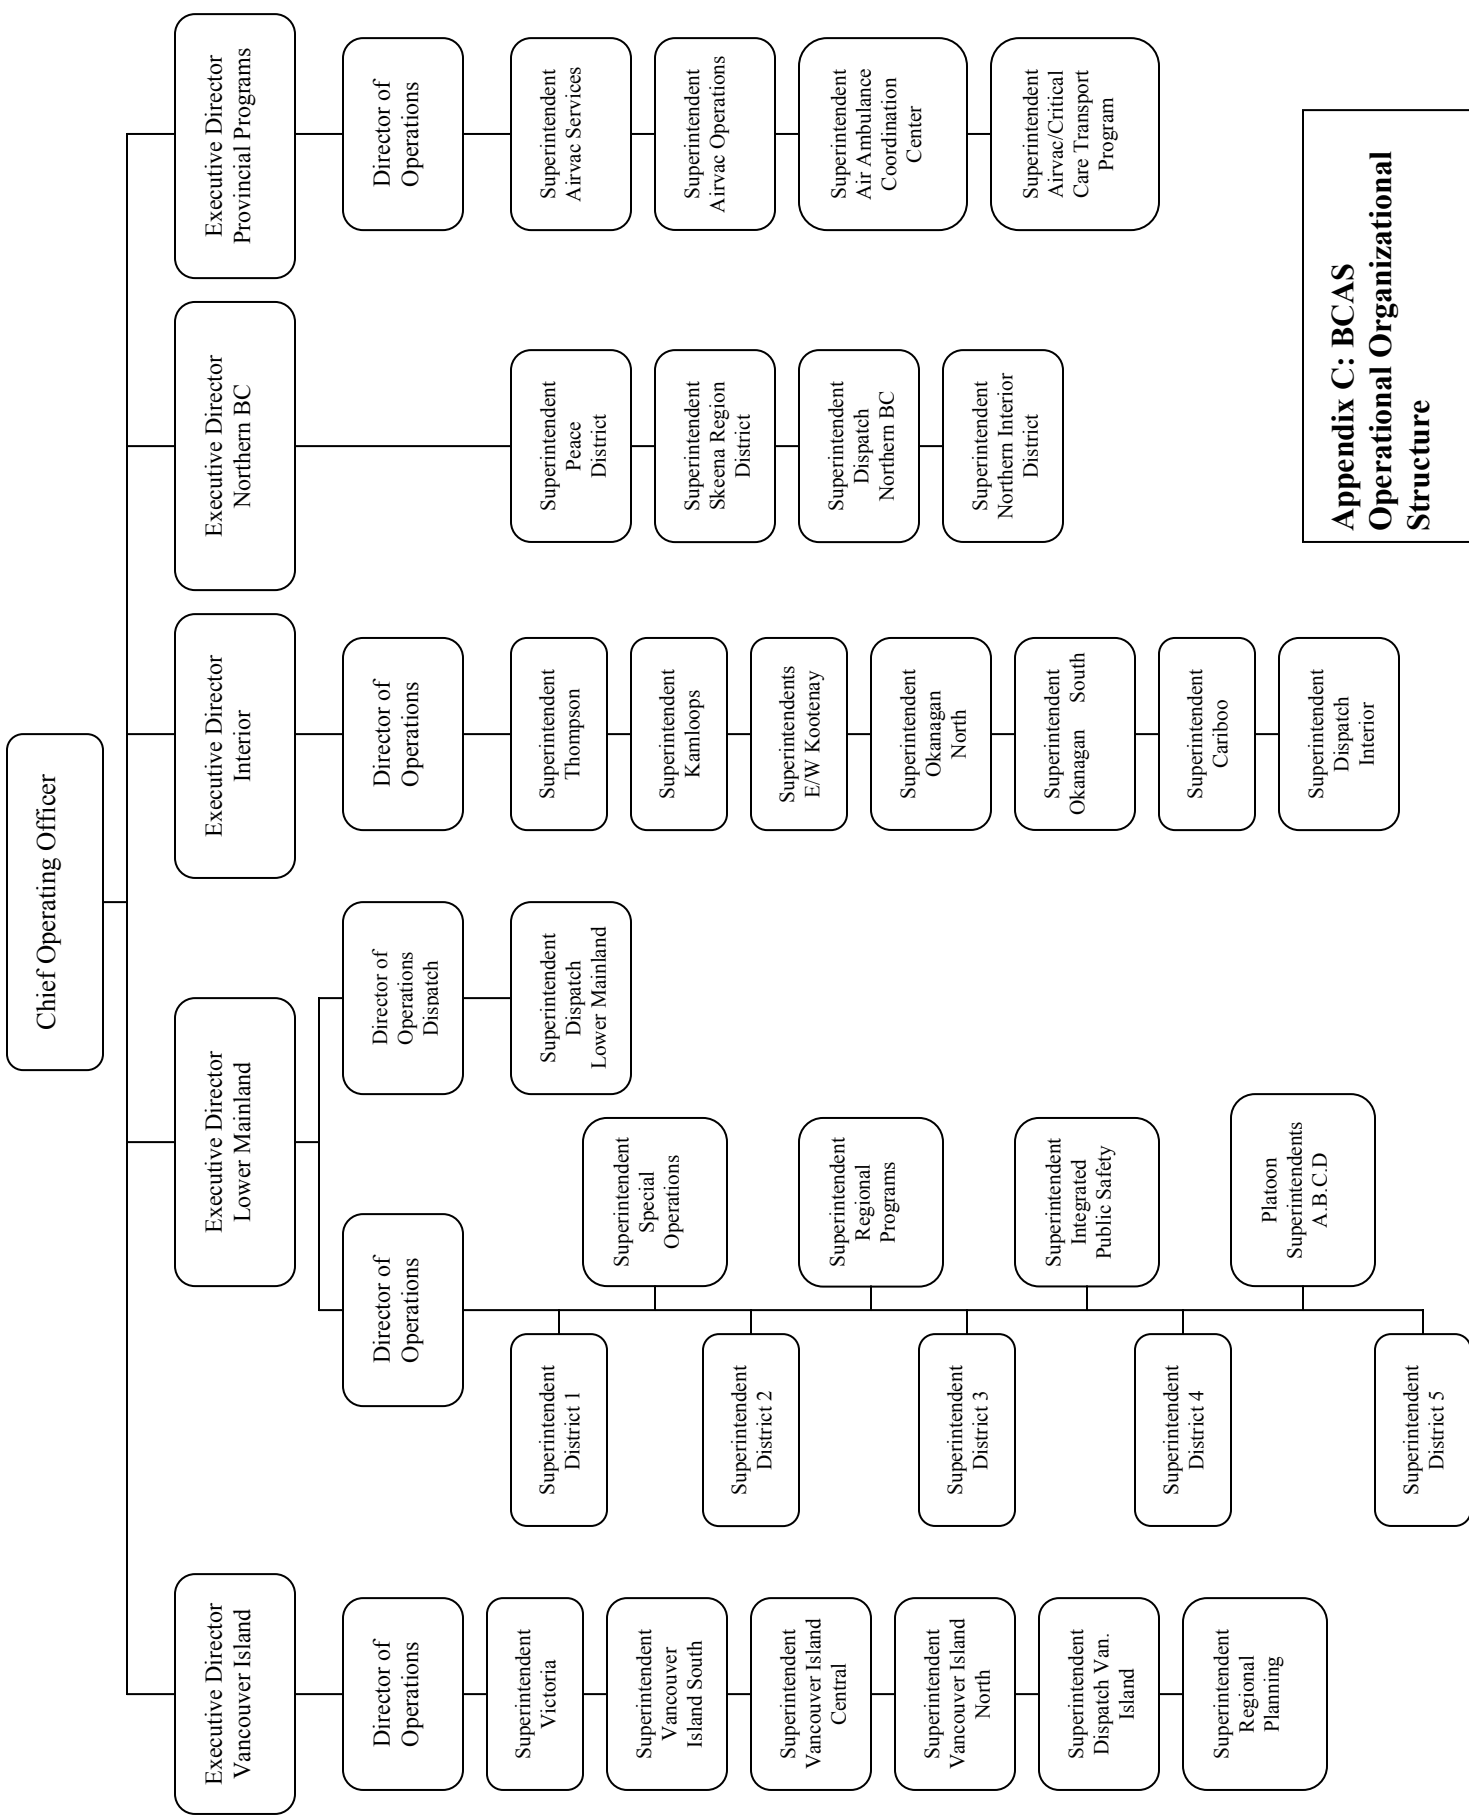 Chief Operating Officer
Executive Director
Vancouver Island
Director of
Operations
Superintendent
Victoria
Superintendent
Vancouver
Island South
Superintendent
Vancouver Island
Central
Superintendent
Vancouver Island
North
Superintendent
Dispatch Van.
Island
Superintendent
Regional
Planning
Executive Director
Lower Mainland
Director of
Operations
Superintendent
District 1
Superintendent
Special
Operations
Superintendent
District 2
Superintendent
Regional
Programs
Superintendent
District 3
Superintendent
Integrated
Public Safety
Superintendent
District 4
Platoon
Superintendents
A.B.C.D
Superintendent
District 5
Director of
Operations
Dispatch
Superintendent
Dispatch
Lower Mainland
Executive Director
Interior
Director of
Operations
Superintendent
Thompson
Superintendent
Kamloops
Superintendents
E/W Kootenay
Superintendent
Okanagan
North
Superintendent
Okanagan South
Superintendent
Cariboo
Superintendent
Dispatch
Interior
Executive Director
Northern BC
Superintendent
Peace
District
Superintendent
Skeena Region
District
Superintendent
Dispatch
Northern BC
Superintendent
Northern Interior
District
Executive Director
Provincial Programs
Director of
Operations
Superintendent
Airvac Services
Superintendent
Airvac Operations
Superintendent
Air Ambulance
Coordination
Center
Superintendent
Airvac/Critical
Care Transport
Program
Appendix C: BCAS
Operational Organizational
Structure